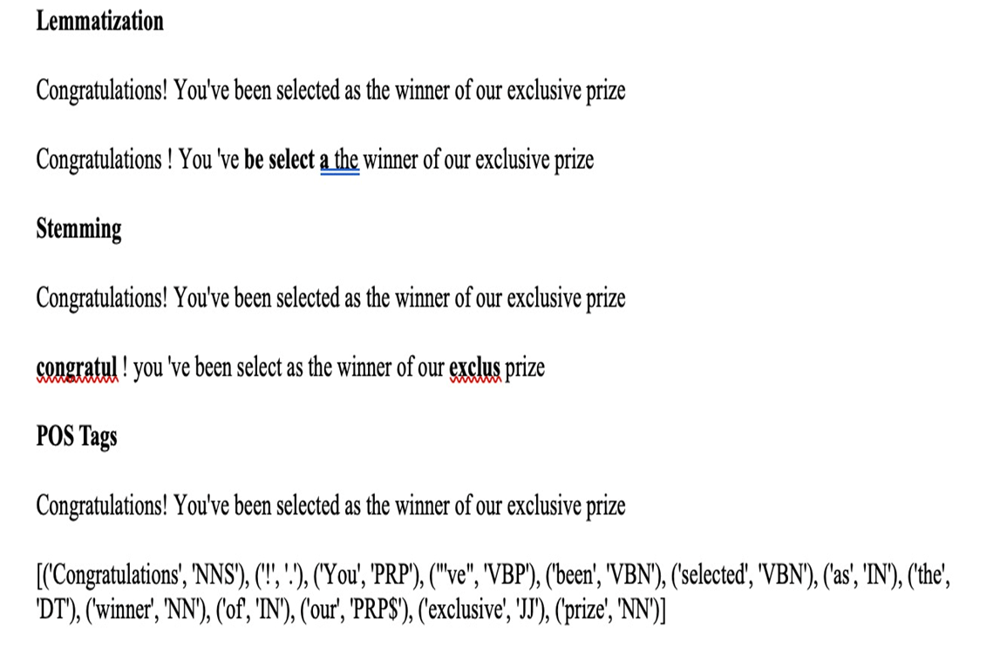 Lemmatization
Congratulations! You've been selected as the winner of our exclusive prize
Congratulations ! You 've be select a the winner of our exclusive prize
Stemming
Congratulations! You've been selected as the winner of our exclusive prize
congratul ! you 've been select as the winner of our exclus prize
POS Tags
Congratulations! You've been selected as the winner of our exclusive prize
[('Congratulations', 'NNS'), ('!', '.'), ('You', 'PRP'), ("'ve", 'VBP'), ('been', 'VBN'), ('selected', 'VBN'), ('as', 'IN'), ('the',
'DT'), ('winner', 'NN'), ('of', 'IN'), ('our', 'PRP$'), ('exclusive', 'JJ'), ('prize', 'NN')]